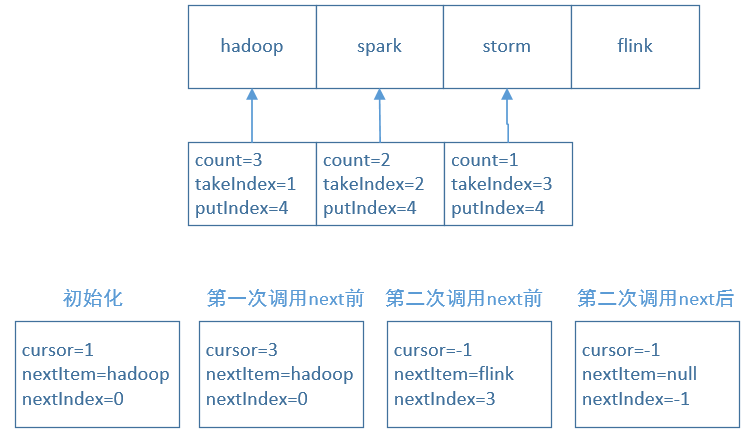 hadoop spark storm flink
count=3 count=2 count=1
takeIndex=1 takeIndex=2 takeIndex=3
putIndex=4 putIndex=4 putIndex=4
初始化 第一次调用next前 第二次调用next前 第二次调用next后
cursor=1 cursor=3 cursor=-1 cursor=-1
nextItem=hadoop nextItem=hadoop nextItem=flink nextItem=null
nextIndex=0 nextIndex=0 nextIndex=3 nextIndex=-1